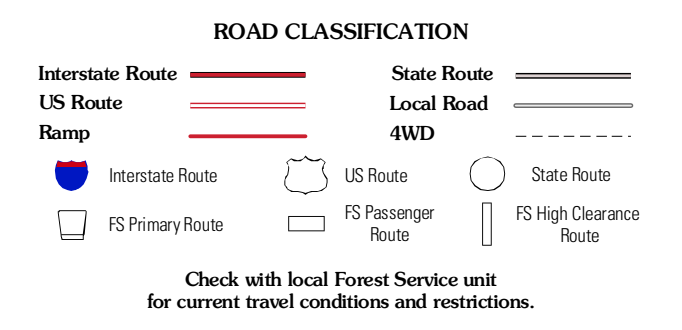 ROAD CLASSIFICATION
Interstate Route
State Route
US Route
Local Road
Ramp
4WD
Interstate Route
US Route
State Route
FS Primary Route
FS Passenger
Route
FS High Clearance
Route
Check with local Forest Service unit
for current travel conditions and restrictions.